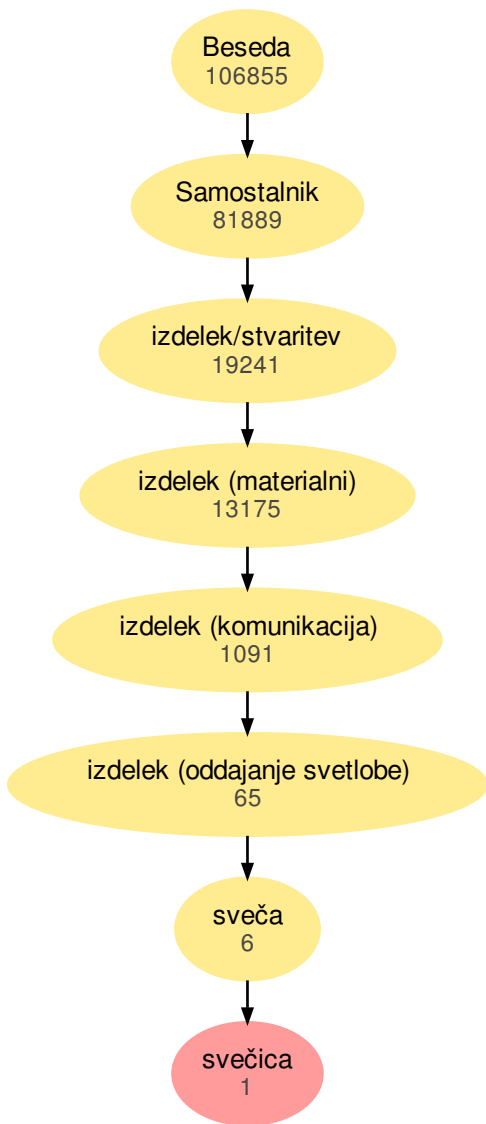 Beseda
106855
Samostalnik
81889
izdelek/stvaritev
19241
izdelek (materialni)
13175
izdelek (komunikacija)
1091
izdelek (oddajanje svetlobe)
65
sveča
6
svečica
1